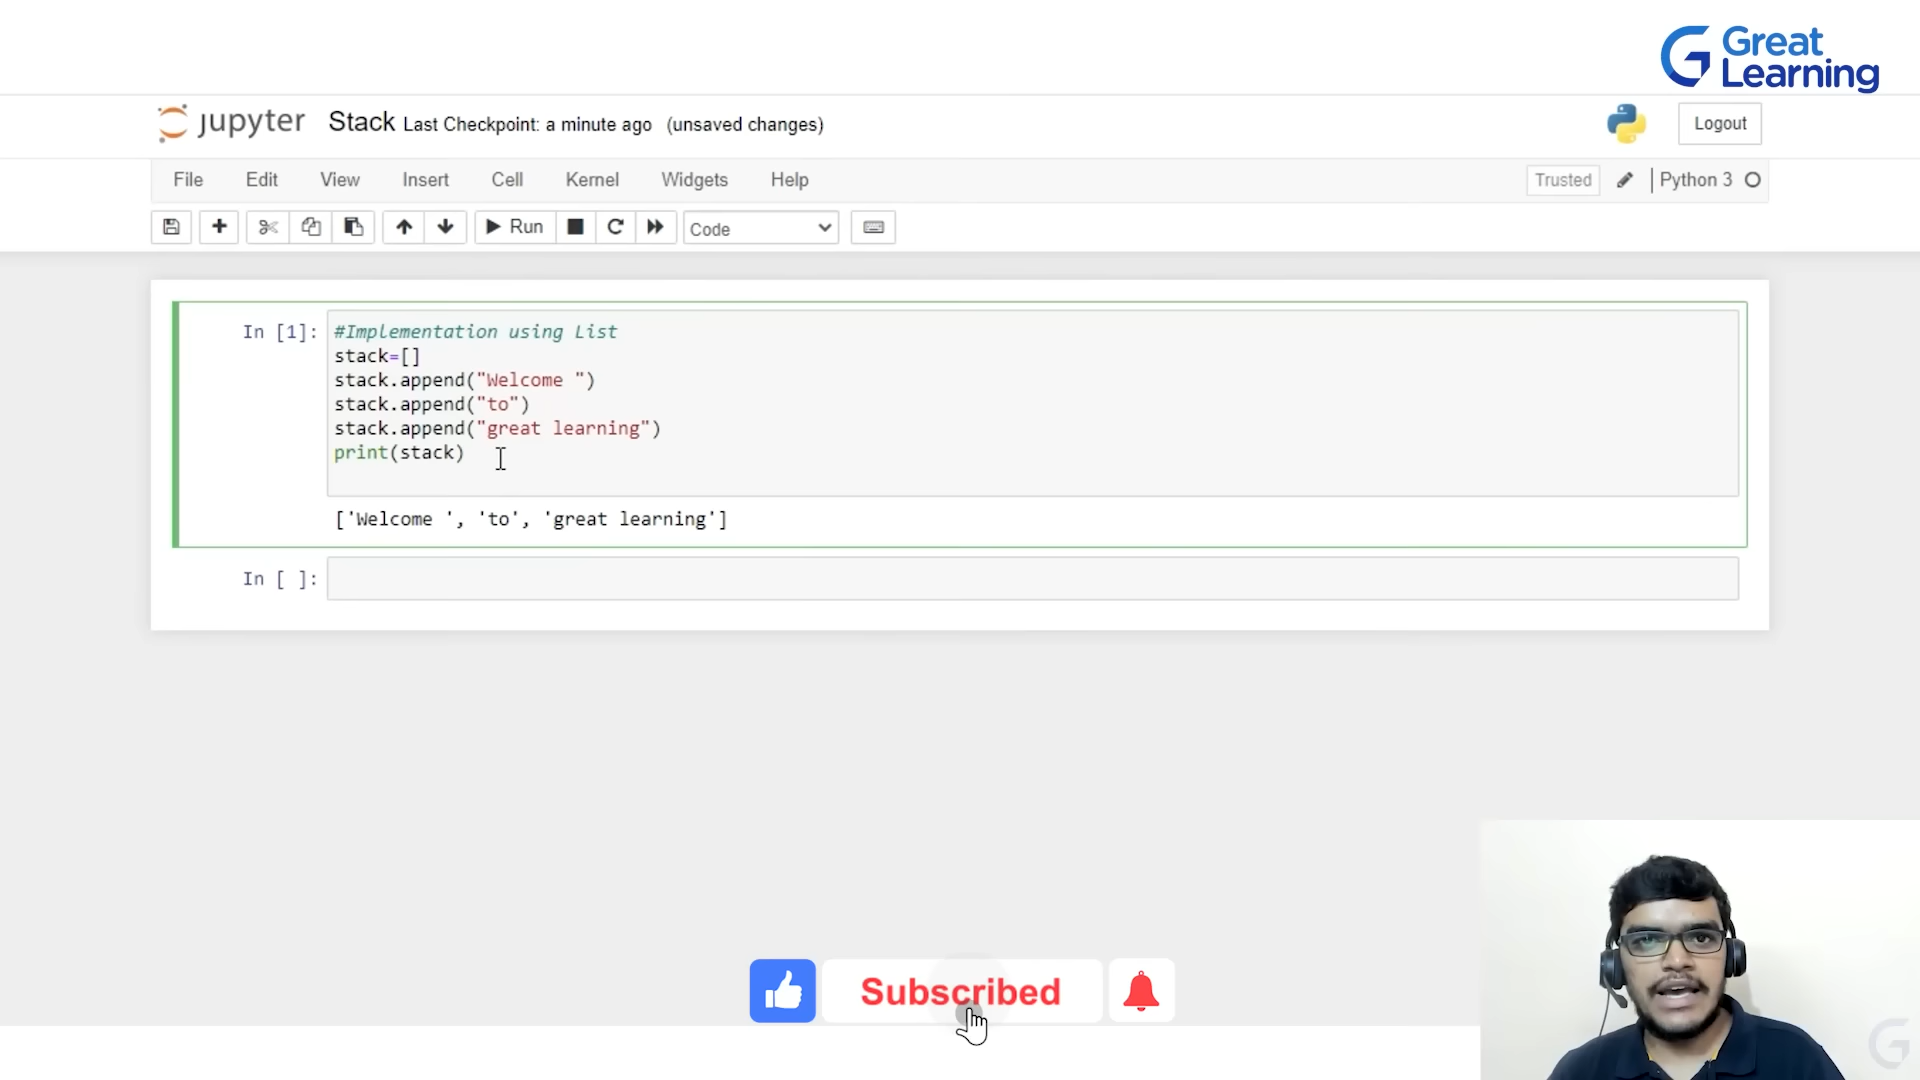 Great
Learning
jupyter Stack Last Checkpoint: a minute ago (unsaved changes)
Logout
File Edit View Insert Cell Kernel Widgets Help
Trusted Python 3
Run Code
In [1]: #Implementation using List
stack=[]
stack.append("Welcome ")
stack.append("to")
stack.append("great learning")
print(stack)
['Welcome ', 'to', 'great learning']
In [ ]:
Subscribed